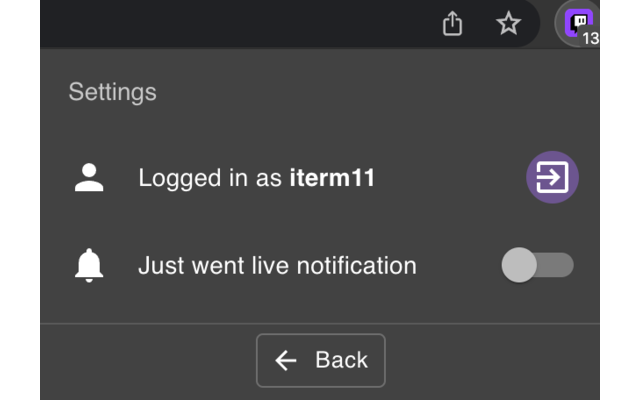 13
Settings
Logged in as iterm11
Just went live notification
Back